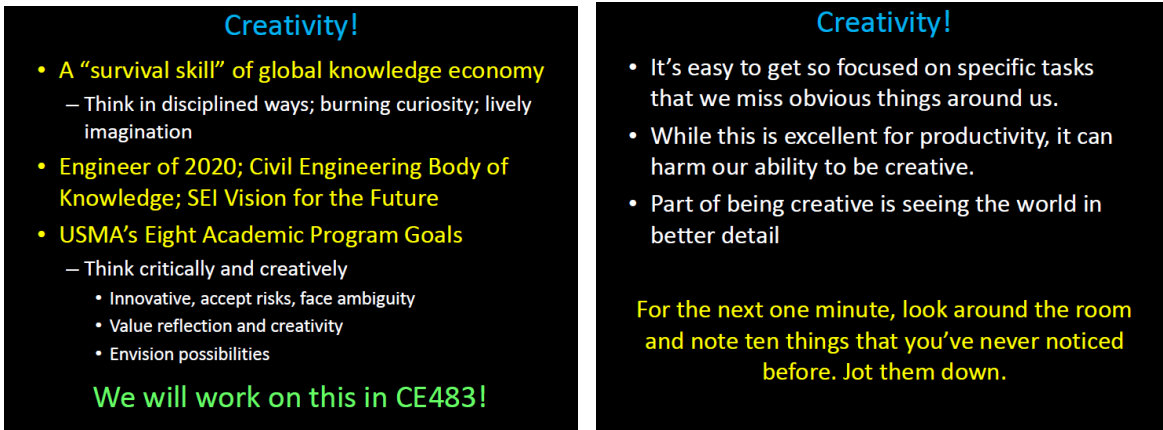 Creativity!
• A “survival skill” of global knowledge economy
– Think in disciplined ways; burning curiosity; lively
imagination
• Engineer of 2020; Civil Engineering Body of
Knowledge; SEI Vision for the Future
• USMA’s Eight Academic Program Goals
– Think critically and creatively
• Innovative, accept risks, face ambiguity
• Value reflection and creativity
• Envision possibilities
We will work on this in CE483!
Creativity!
• It’s easy to get so focused on specific tasks
that we miss obvious things around us.
• While this is excellent for productivity, it can
harm our ability to be creative.
• Part of being creative is seeing the world in
better detail
For the next one minute, look around the room
and note ten things that you’ve never noticed
before. Jot them down.